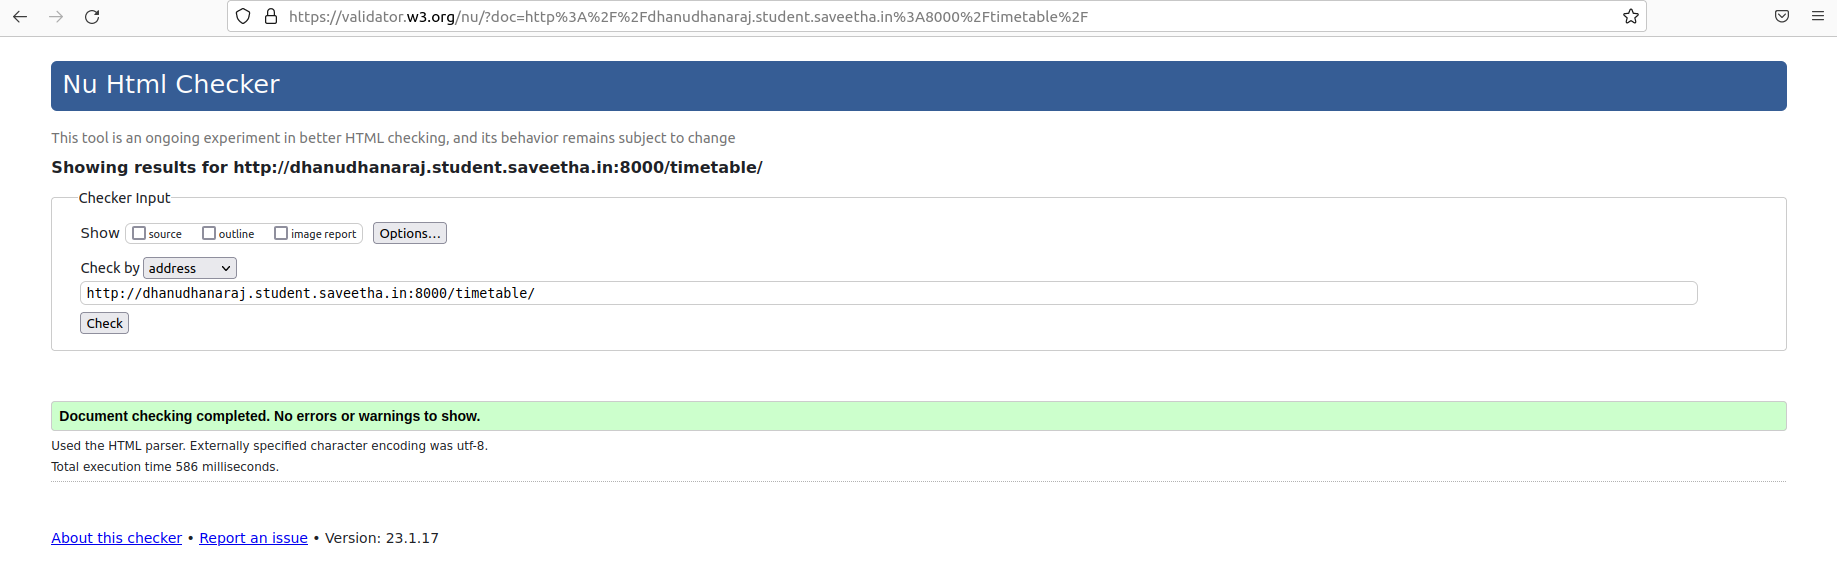 https://validator.w3.org/nu/?doc=http%3A%2F%2Fdhanudhanaraj.student.saveetha.in%3A8000%2Ftimetable%2F
Nu Html Checker
This tool is an ongoing experiment in better HTML checking, and its behavior remains subject to change
Showing results for http://dhanudhanaraj.student.saveetha.in:8000/timetable/
Checker Input
Show source outline image report Options...
Check by address
http://dhanudhanaraj.student.saveetha.in:8000/timetable/
Check
Document checking completed. No errors or warnings to show.
Used the HTML parser. Externally specified character encoding was utf-8.
Total execution time 586 milliseconds.
About this checker • Report an issue • Version: 23.1.17